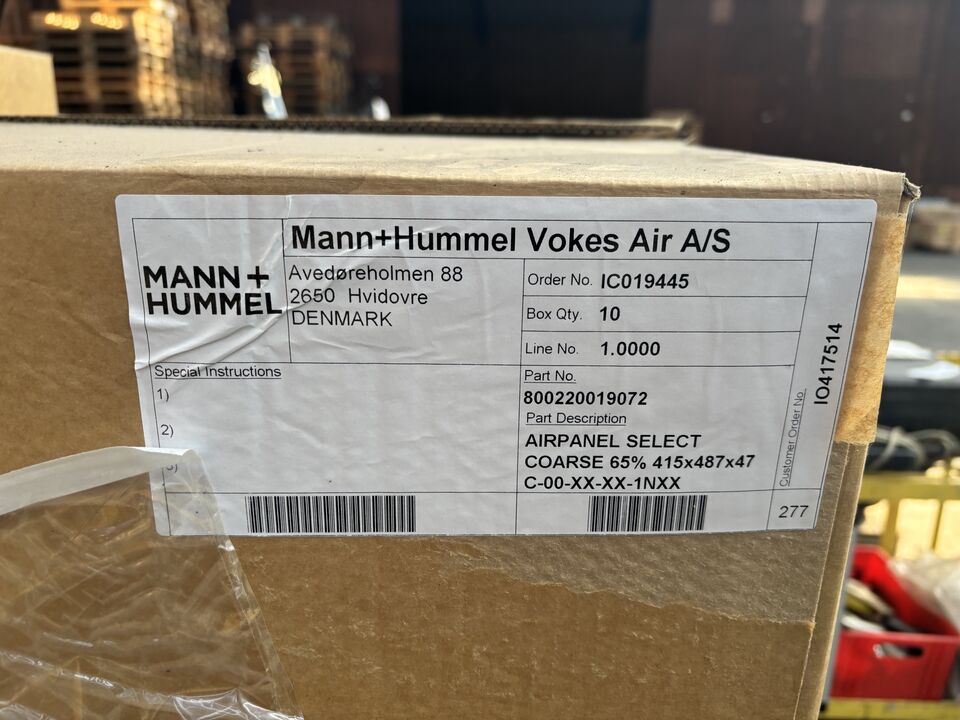 MANN+
HUMMEL
Mann+Hummel Vokes Air A/S
Avedøreholmen 88
2650 Hvidovre
DENMARK
Order No. IC019445
Box Qty. 10
Line No. 1.0000
Special Instructions
1)
2)
3)
Part No.
800220019072
Part Description
AIRPANEL SELECT
COARSE 65% 415x487x47
C-00-XX-XX-1NXX
Customer Order No.
IO417514
277